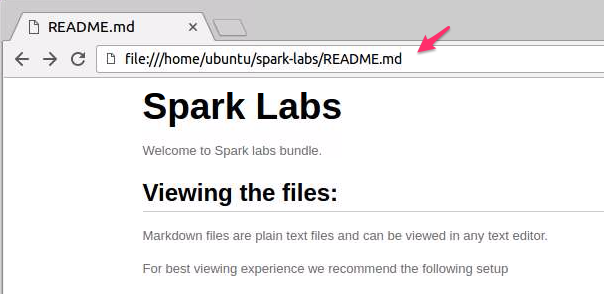 README.md
file:///home/ubuntu/spark-labs/README.md
Spark Labs
Welcome to Spark labs bundle.
Viewing the files:
Markdown files are plain text files and can be viewed in any text editor.
For best viewing experience we recommend the following setup